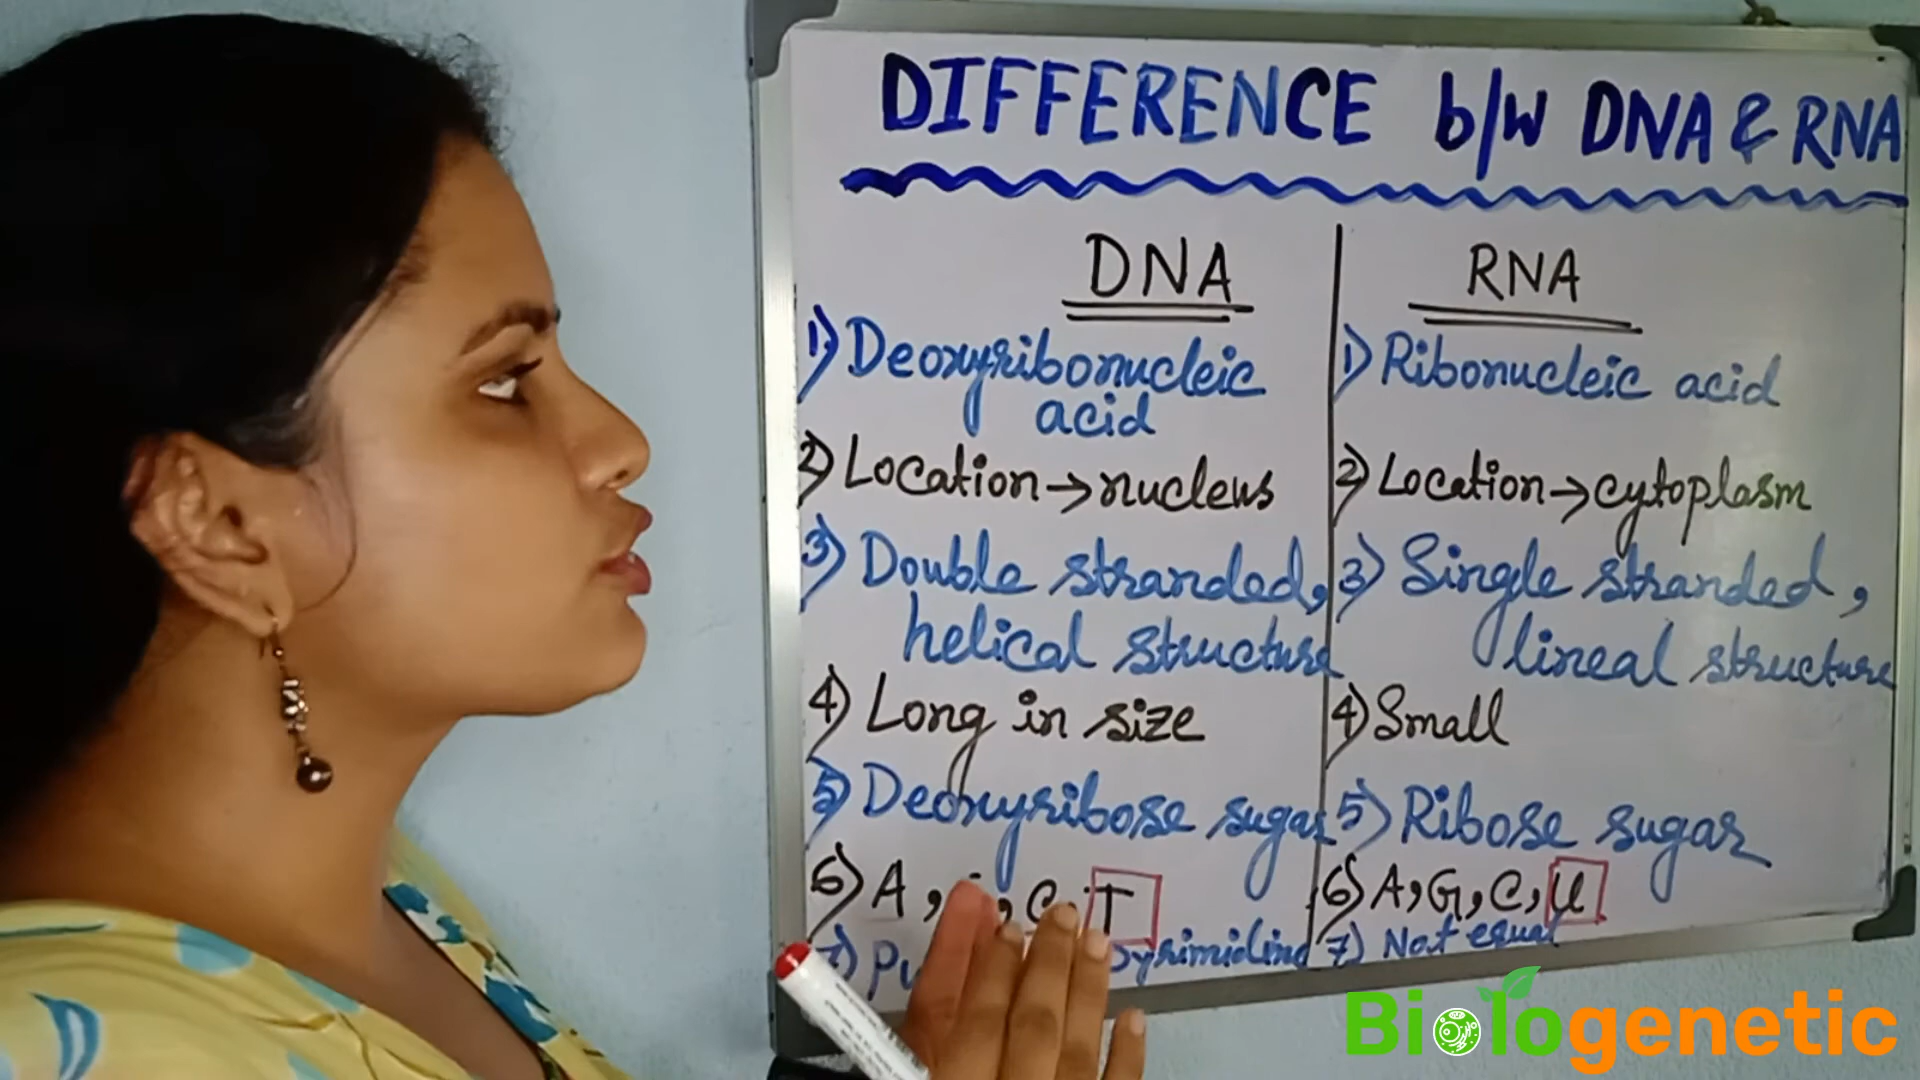 DIFFERENCE b/w DNA & RNA
DNA
1) Deoxyribonucleic
acid
2) Location → nucleus
3) Double stranded,
helical structure
4) Long in size
5) Deoxyribose sugar
6) A, , C, T
7) pyrimidine
RNA
1) Ribonucleic acid
2) Location → cytoplasm
3) Single stranded,
lineal structure
4) Small
5) Ribose sugar
6) A, G, C, U
7) Not equal
Biologenetic